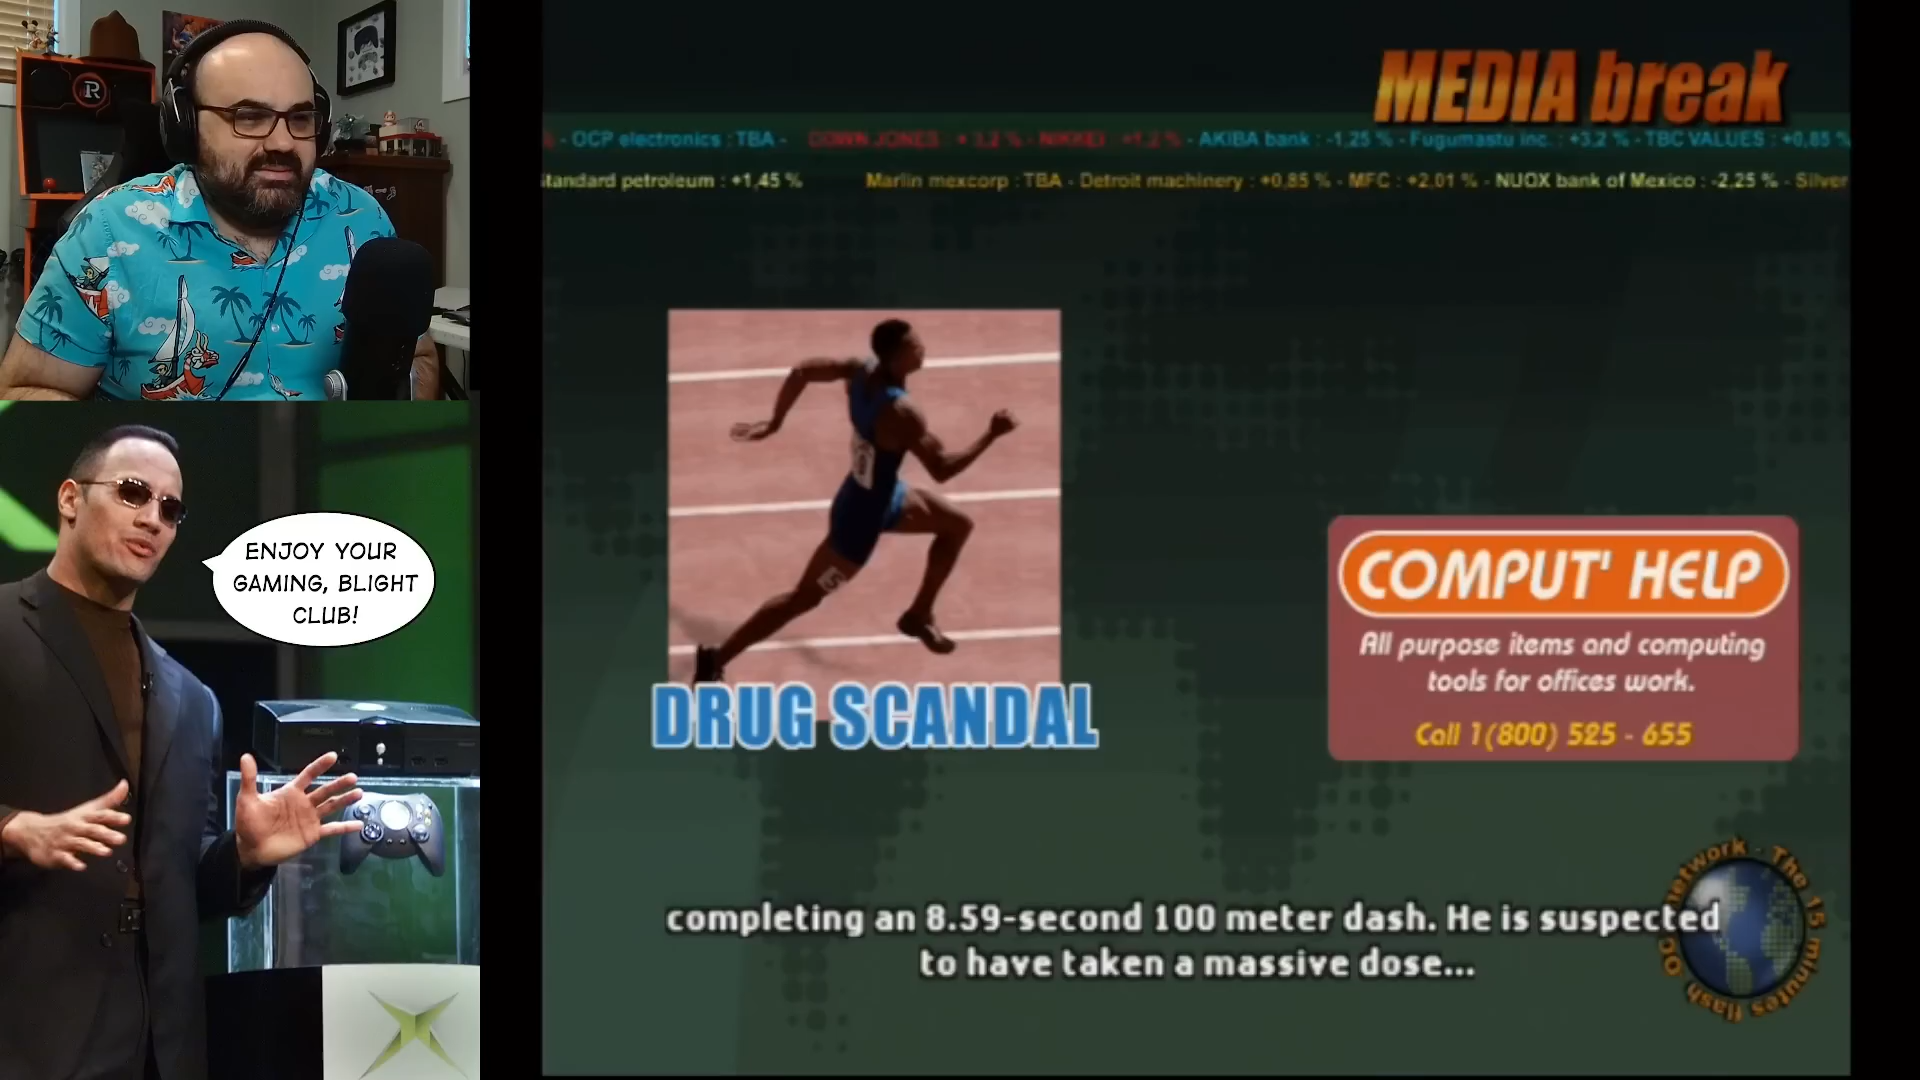 MEDIA break
- OCP electronics : TBA - DOWN JONES : + 3,2 % - NIKKEI : +1,2 % - AKIBA bank : -1,25 % - Fugumastu inc. : +3,2 % - TBC VALUES : +0,85 %
tandard petroleum : +1,45 % Marlin mexcorp : TBA - Detroit machinery : +0,85 % - MFC : +2,01 % - NUOX bank of Mexico : -2,25 % - Silver
R
ENJOY YOUR
GAMING, BLIGHT
CLUB!
DRUG SCANDAL
COMPUT' HELP
All purpose items and computing
tools for offices work.
Call 1(800) 525 - 655
completing an 8.59-second 100 meter dash. He is suspected
to have taken a massive dose...
network - The 15 minutes flash